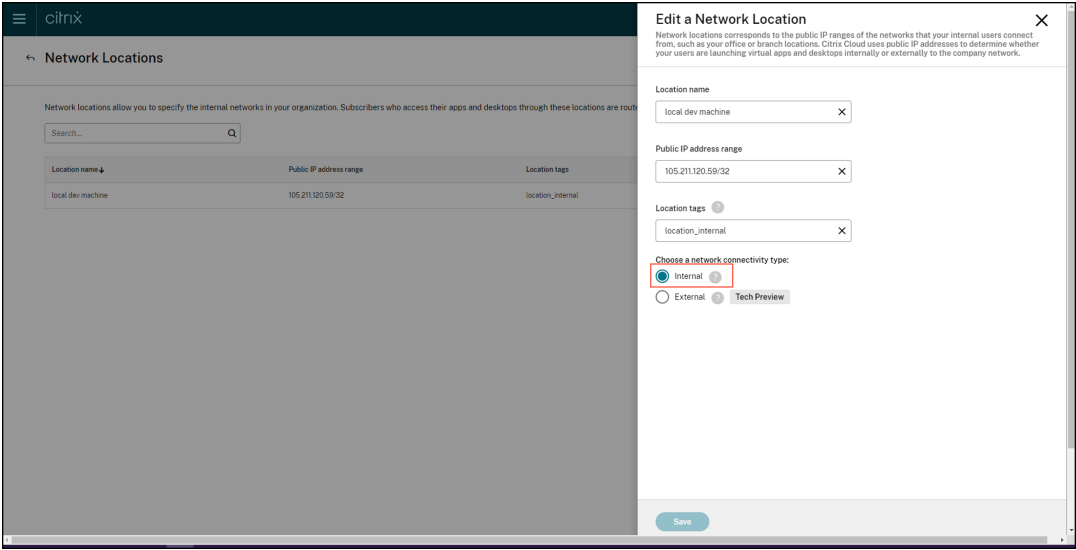 citrix
Network Locations
Network locations allow you to specify the internal networks in your organization. Subscribers who access their apps and desktops through these locations are route
Search...
Location name Public IP address range Location tags
local dev machine 105.211.120.59/32 location_internal
Edit a Network Location
Network locations corresponds to the public IP ranges of the networks that your internal users connect
from, such as your office or branch locations. Citrix Cloud uses public IP addresses to determine whether
your users are launching virtual apps and desktops internally or externally to the company network.
Location name
local dev machine
Public IP address range
105.211.120.59/32
Location tags ?
location_internal
Choose a network connectivity type:
Internal ?
External ? Tech Preview
Save